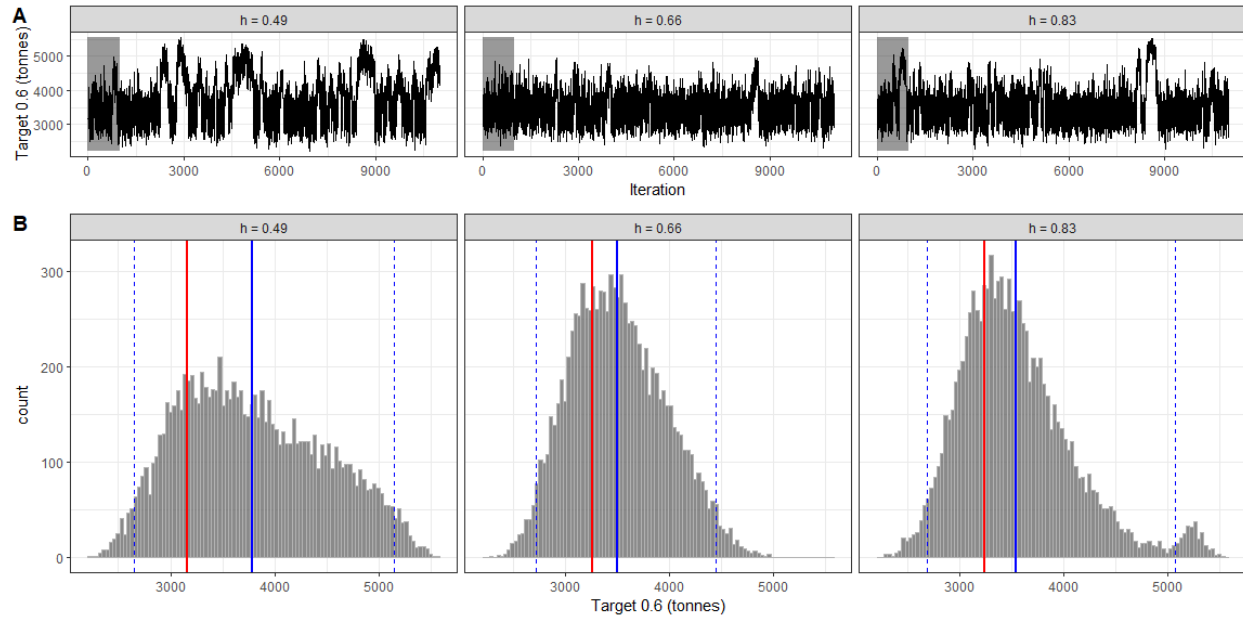 A
h = 0.49
h = 0.66
h = 0.83
Target 0.6 (tonnes)
5000
4000
3000
0 3000 6000 9000
0 3000 6000 9000
0 3000 6000 9000
Iteration
B
h = 0.49
h = 0.66
h = 0.83
count
300
200
100
0
3000 4000 5000
3000 4000 5000
3000 4000 5000
Target 0.6 (tonnes)